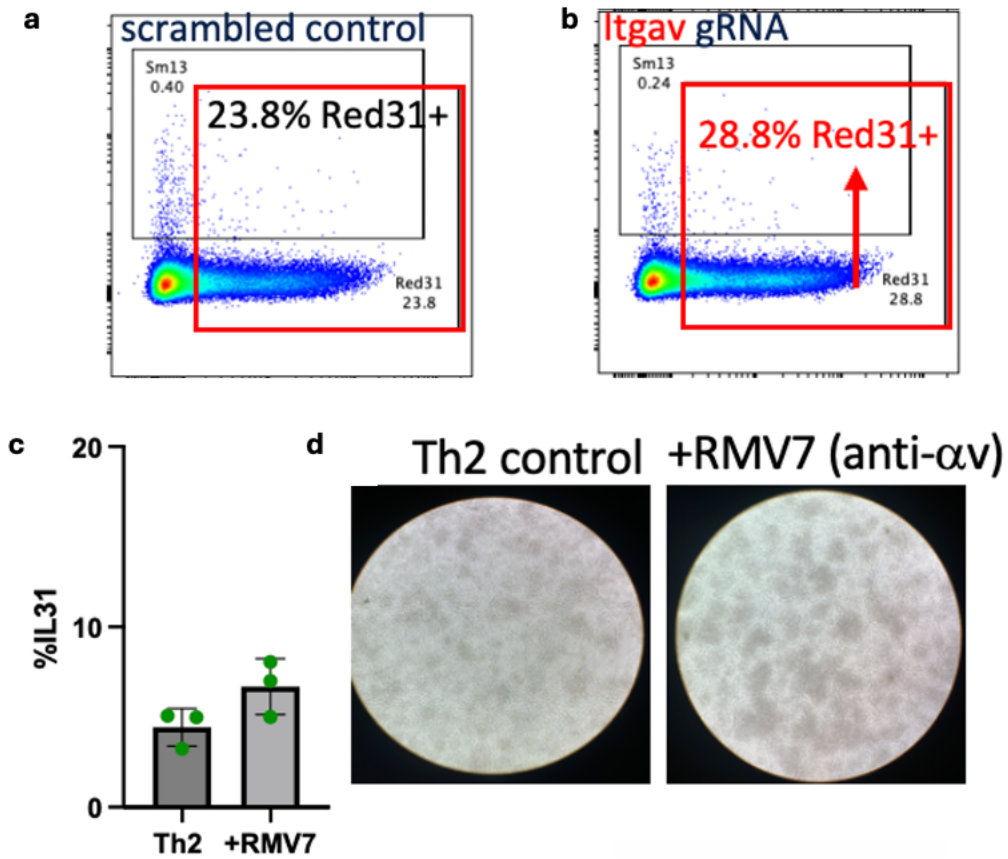 a
scrambled control
Sm13
0.40
23.8% Red31+
Red31
23.8
b
Itgav gRNA
Sm13
0.24
28.8% Red31+
Red31
28.8
c
%IL31
20
10
0
Th2
+RMV7
d
Th2 control
+RMV7 (anti-αv)